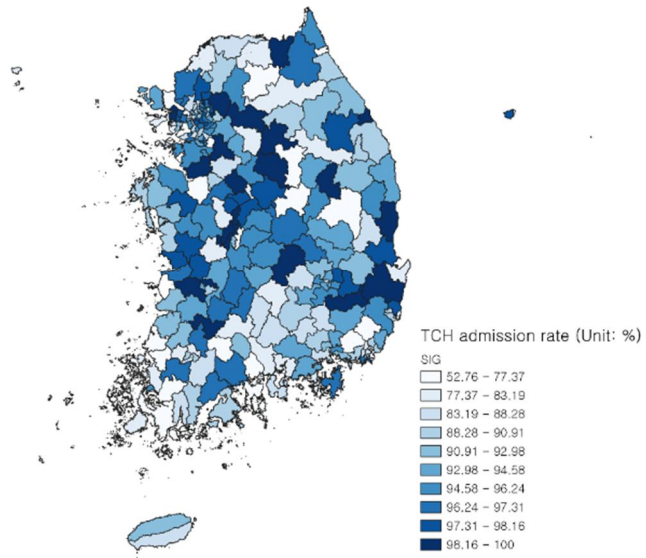 TCH admission rate (Unit: %)
SIG
52.76 - 77.37
77.37 - 83.19
83.19 - 88.28
88.28 - 90.91
90.91 - 92.98
92.98 - 94.58
94.58 - 96.24
96.24 - 97.31
97.31 - 98.16
98.16 - 100